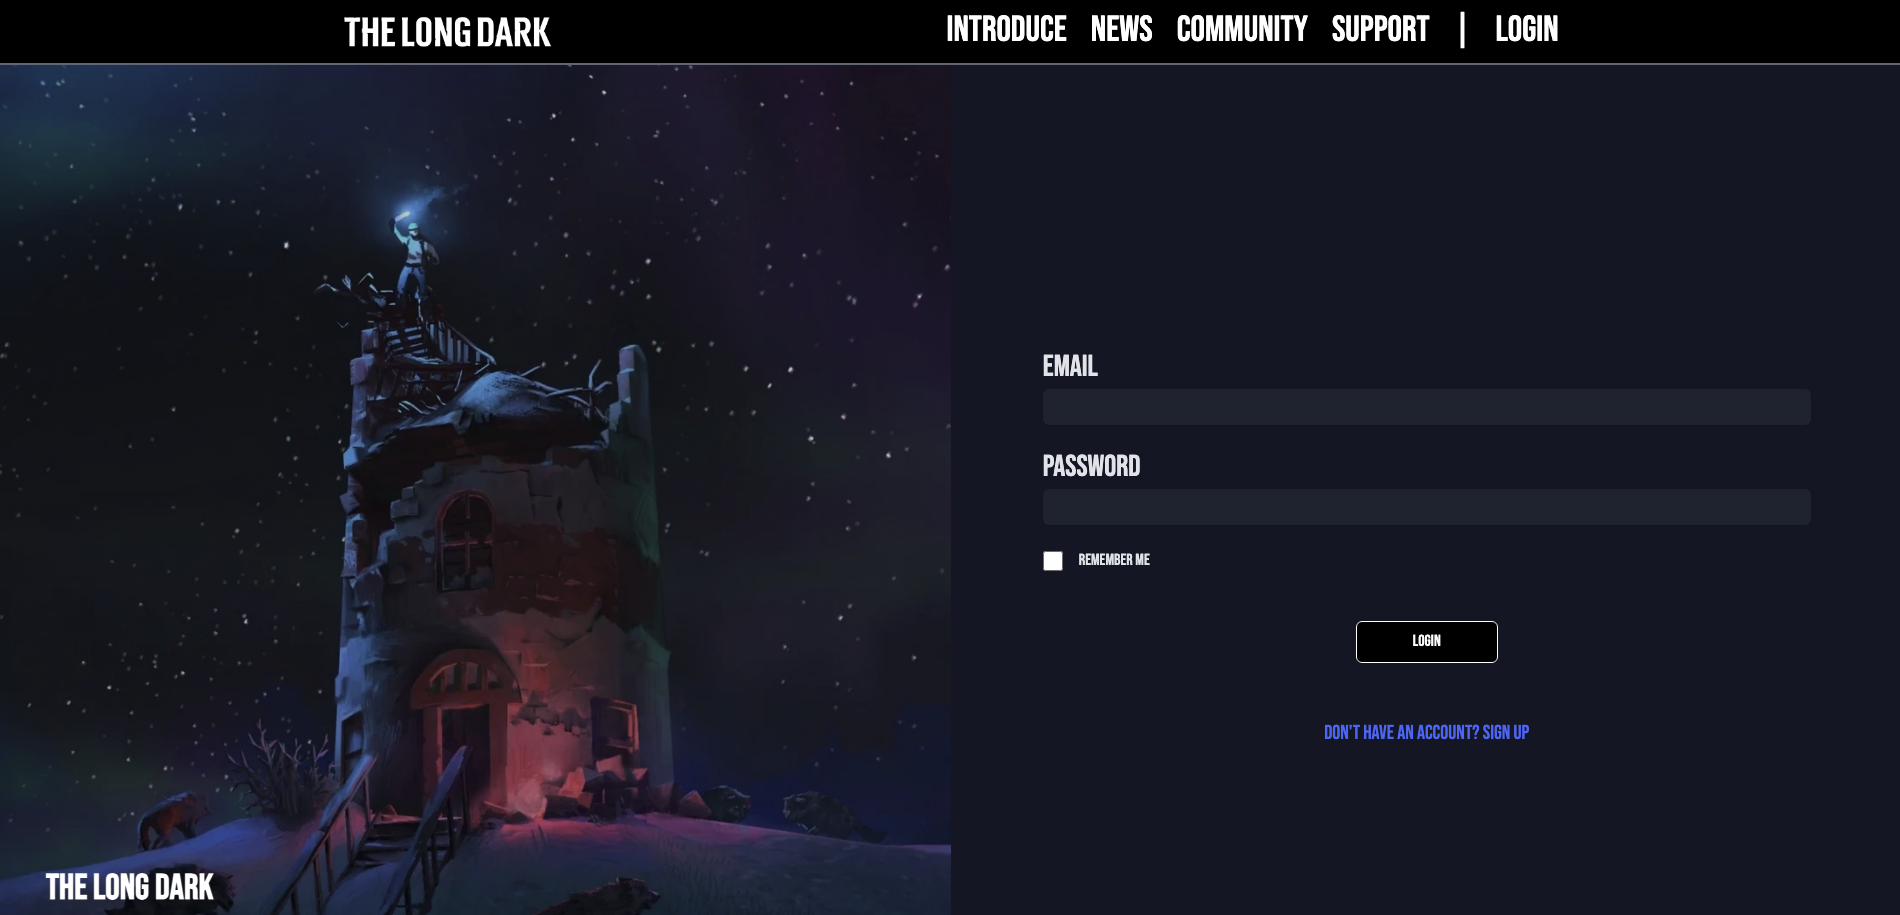 THE LONG DARK
INTRODUCE NEWS COMMUNITY SUPPORT | LOGIN
EMAIL
PASSWORD
REMEMBER ME
LOGIN
DON'T HAVE AN ACCOUNT? SIGN UP
THE LONG DARK